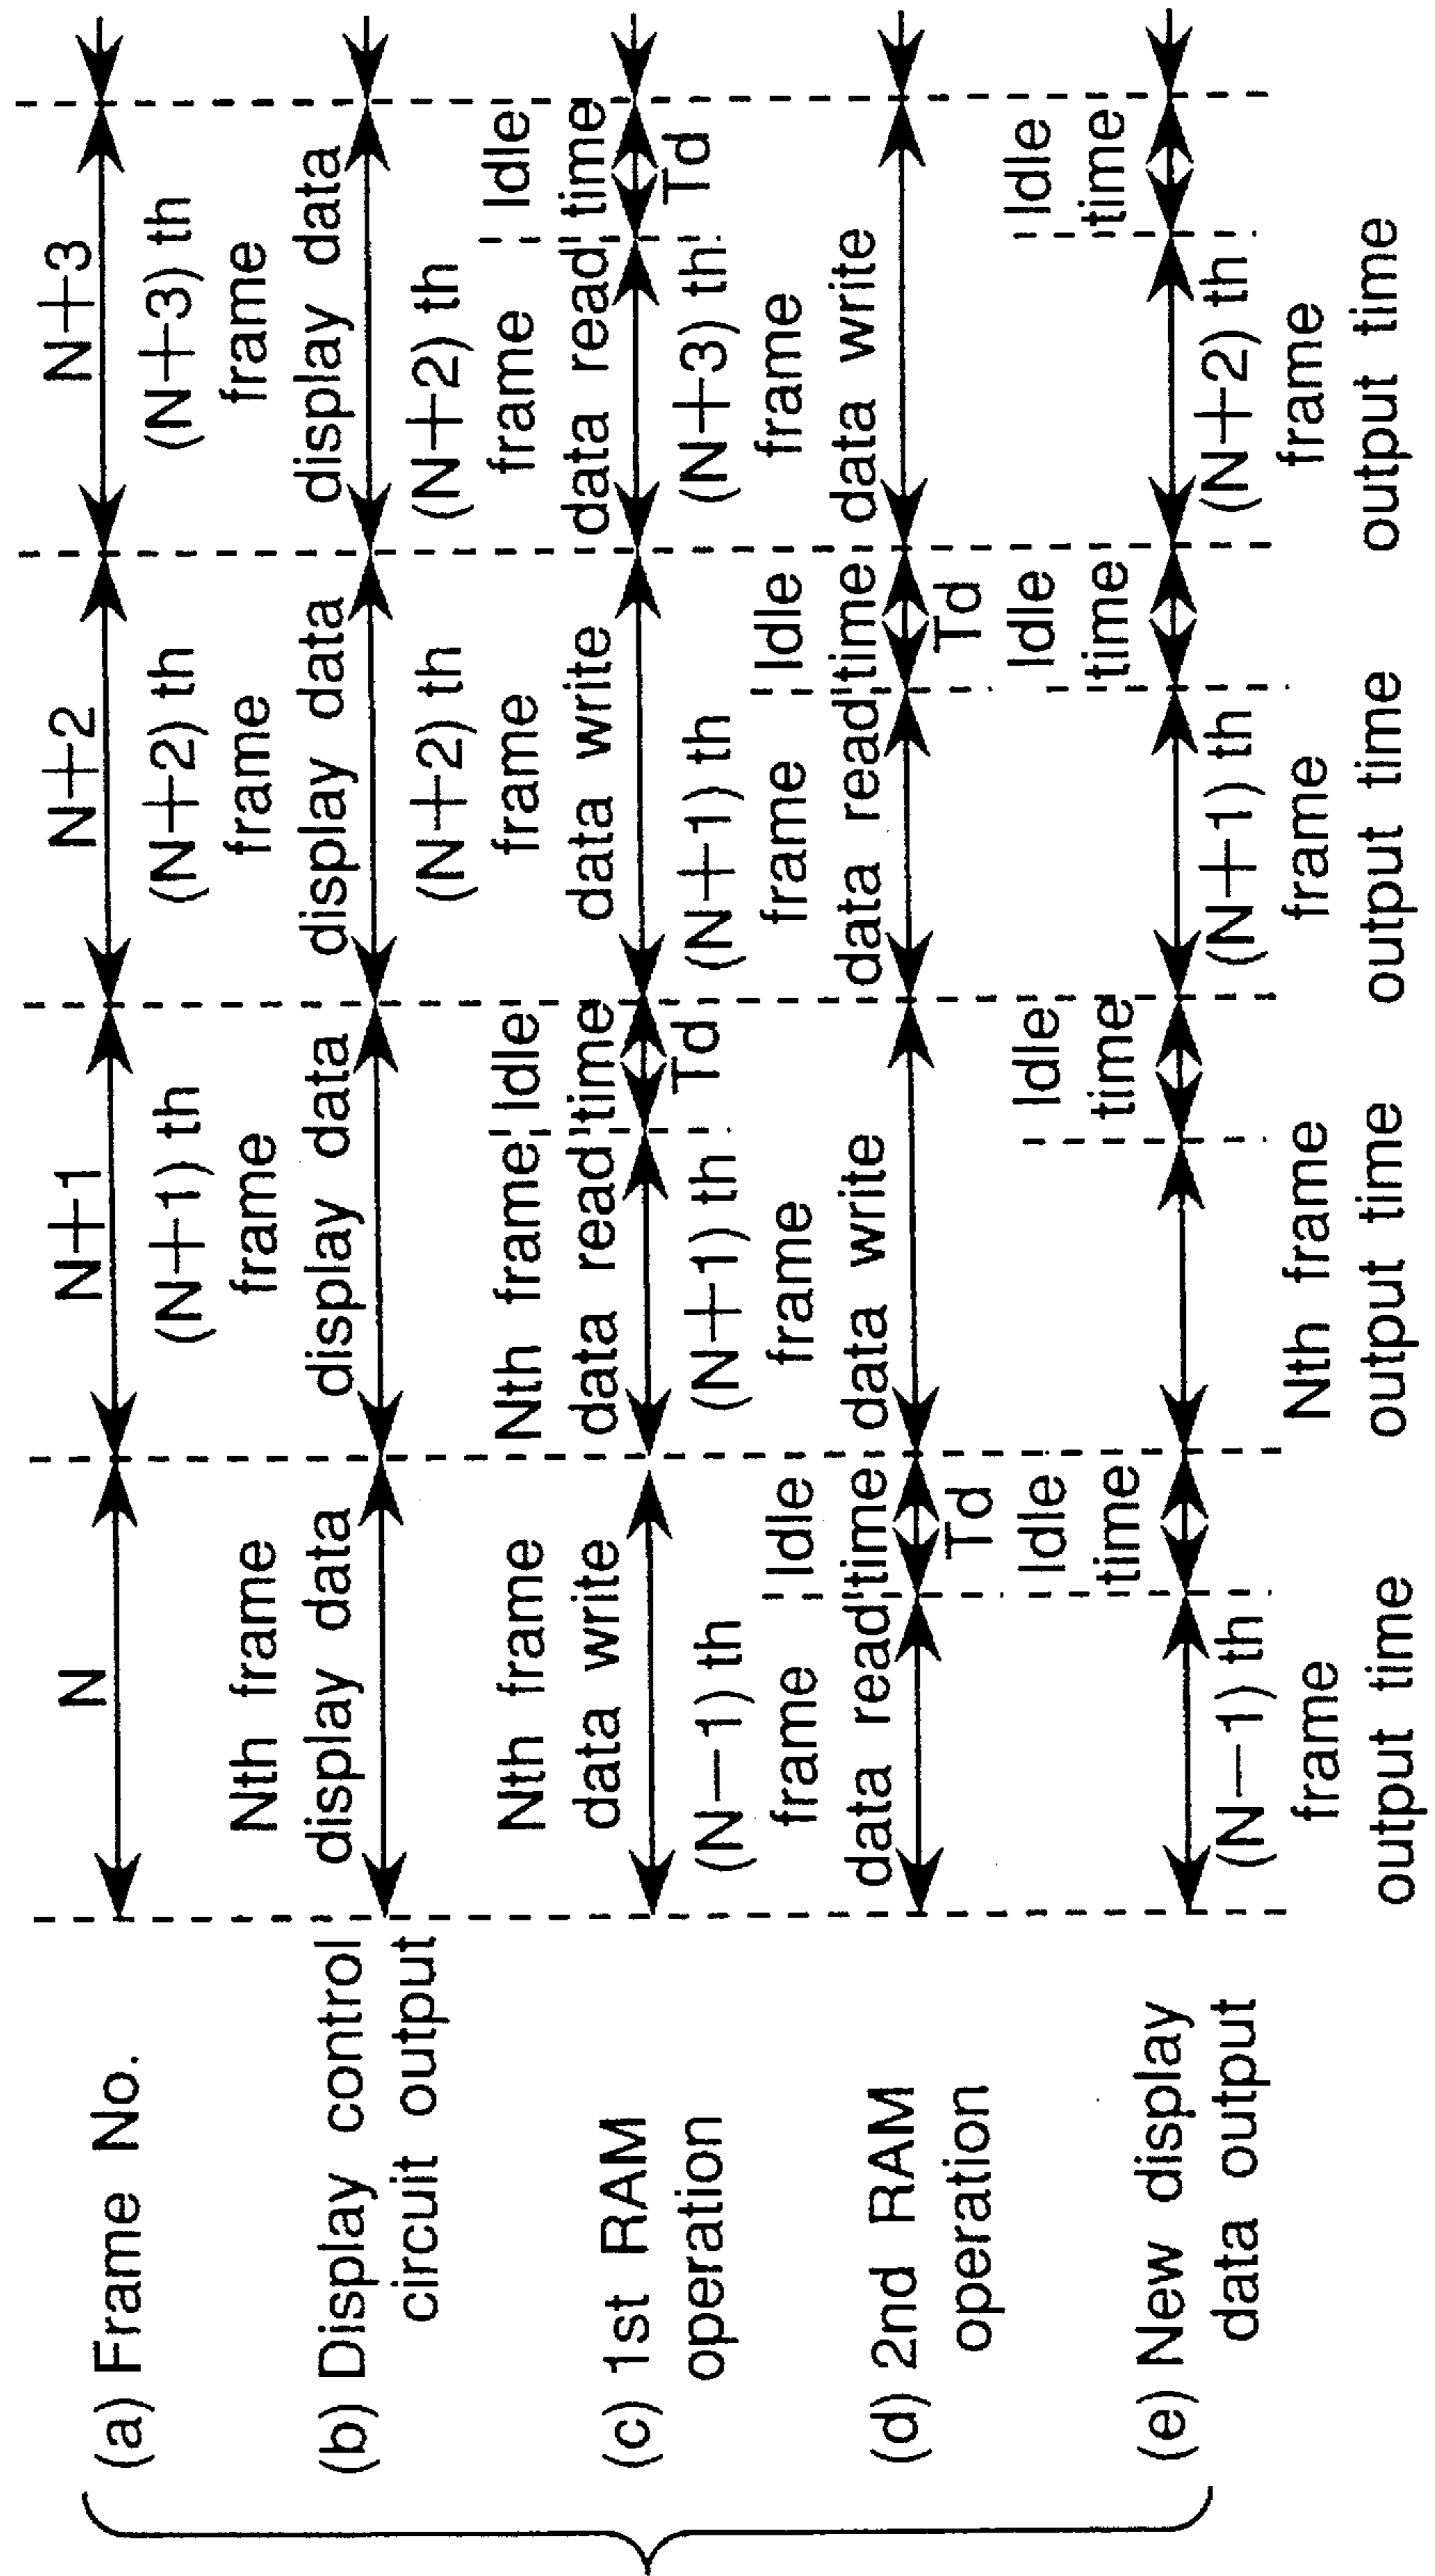 (a) Frame No.
N
N+1
N+2
N+3
(b) Display control
circuit output
Nth frame
display data
(N+1) th
frame
display data
(N+2) th
frame
display data
(N+3) th
frame
display data
(c) 1st RAM
operation
Nth frame
data write
Nth frame
data read
Idle
time
Td
(N+2) th
frame
data write
(N+2) th
frame
data read
Idle
time
Td
(d) 2nd RAM
operation
(N−1) th
frame
data read
Idle
time
Td
(N+1) th
frame
data write
(N+1) th
frame
data read
Idle
time
Td
(N+3) th
frame
data write
(e) New display
data output
Idle
time
(N−1) th
frame
output time
Idle
time
Nth frame
output time
Idle
time
(N+1) th
frame
output time
Idle
time
(N+2) th
frame
output time